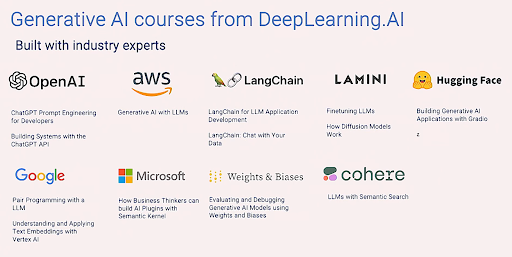 Generative AI courses from DeepLearning.AI
Built with industry experts
OpenAI
ChatGPT Prompt Engineering
for Developers
Building Systems with the
ChatGPT API
aws
Generative AI with LLMs
LangChain
LangChain for LLM Application
Development
LangChain: Chat with Your
Data
LAMINI
Finetuning LLMs
How Diffusion Models
Work
Hugging Face
Building Generative AI
Applications with Gradio
Google
Pair Programming with a
LLM
Understanding and Applying
Text Embeddings with
Vertex AI
Microsoft
How Business Thinkers can
build AI Plugins with
Semantic Kernel
Weights & Biases
Evaluating and Debugging
Generative AI Models using
Weights and Biases
cohere
LLMs with Semantic Search